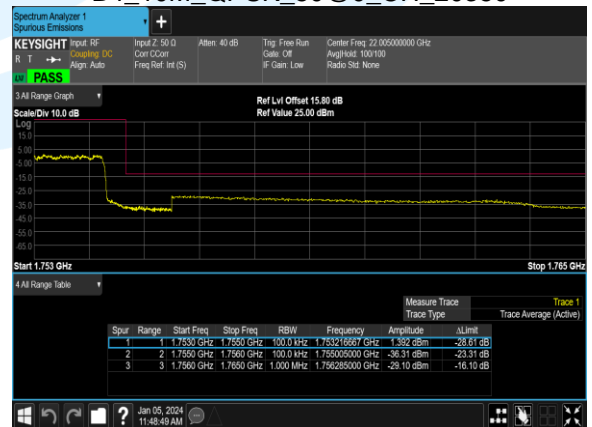 Spectrum Analyzer 1
Spurious Emissions
KEYSIGHT Input: RF Input Z: 50 Ω Atten: 40 dB Trig: Free Run Center Freq: 22.005000000 GHz
R T Coupling: DC Corr CCorr Gate: Off Avg|Hold: 100/100
Align: Auto Freq Ref: Int (S) IF Gain: Low Radio Std: None
LV PASS
3 All Range Graph
Ref Lvl Offset 15.80 dB
Scale/Div 10.0 dB Ref Value 25.00 dBm
Log
15.0
5.00
-5.00
-15.0
-25.0
-35.0
-45.0
-55.0
-65.0
Start 1.753 GHz Stop 1.765 GHz
4 All Range Table
Measure Trace Trace 1
Trace Type Trace Average (Active)
Spur Range Start Freq Stop Freq RBW Frequency Amplitude ΔLimit
1 1 1.7530 GHz 1.7550 GHz 100.0 kHz 1.753216667 GHz 1.392 dBm -28.61 dB
2 2 1.7550 GHz 1.7560 GHz 100.0 kHz 1.755005000 GHz -36.31 dBm -23.31 dB
3 3 1.7560 GHz 1.7650 GHz 1.000 MHz 1.756285000 GHz -29.10 dBm -16.10 dB
? Jan 05, 2024
11:48:49 AM